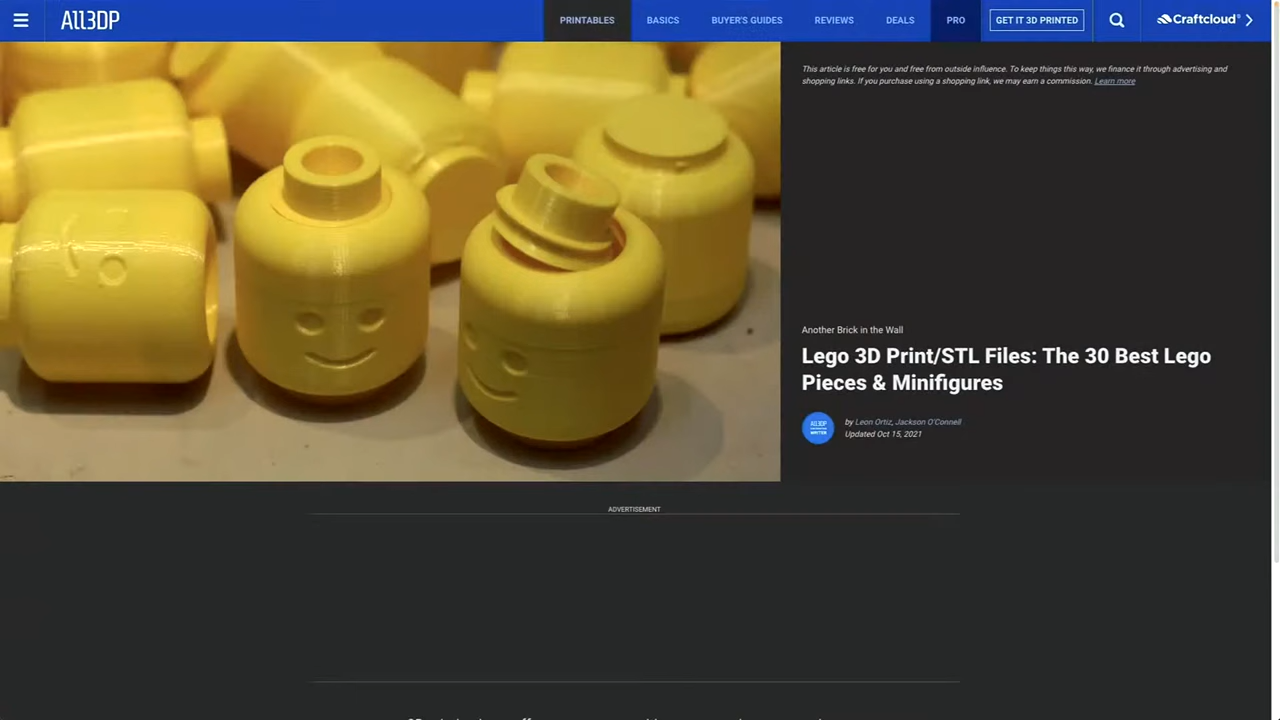 All3DP
PRINTABLES
BASICS
BUYER'S GUIDES
REVIEWS
DEALS
PRO
GET IT 3D PRINTED
Craftcloud®
This article is free for you and free from outside influence. To keep things this way, we finance it through advertising and
shopping links. If you purchase using a shopping link, we may earn a commission. Learn more
Another Brick in the Wall
Lego 3D Print/STL Files: The 30 Best Lego
Pieces & Minifigures
ALL3DP
WRITER
by Leon Ortiz, Jackson O'Connell
Updated Oct 15, 2021
ADVERTISEMENT